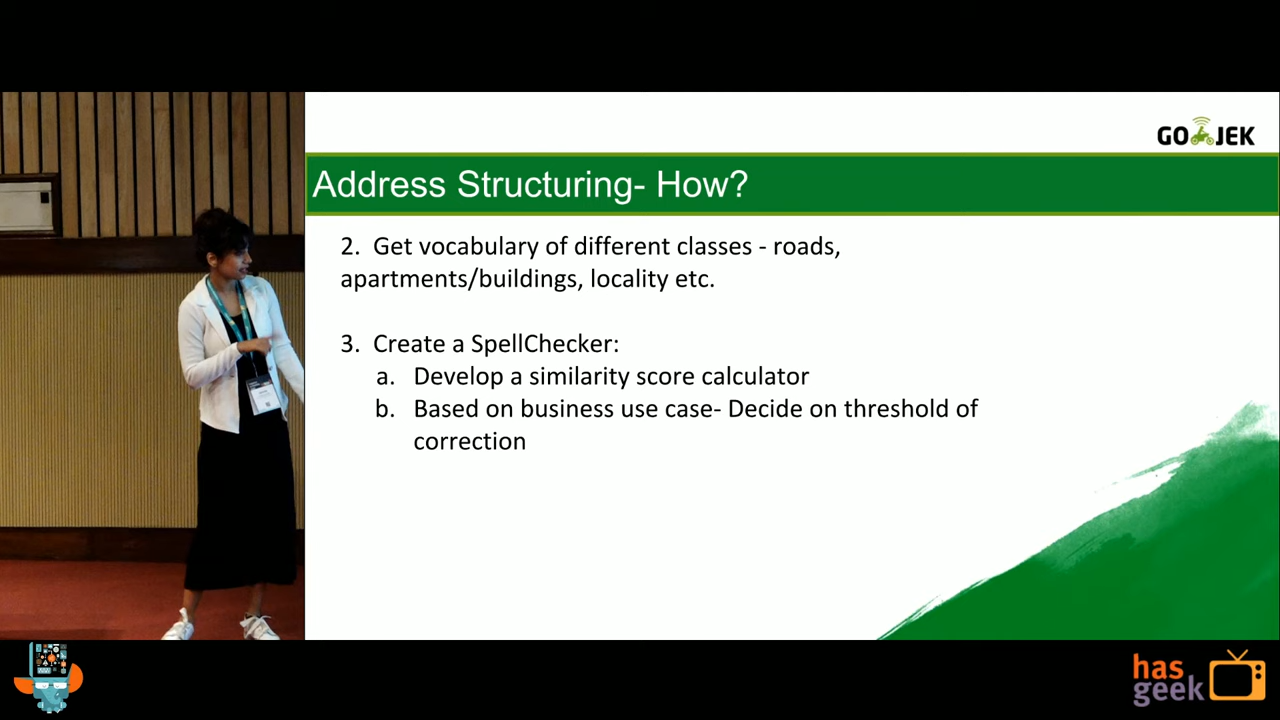 GO JEK
Address Structuring- How?
2. Get vocabulary of different classes - roads,
apartments/buildings, locality etc.
3. Create a SpellChecker:
a. Develop a similarity score calculator
b. Based on business use case- Decide on threshold of
correction
has
geek